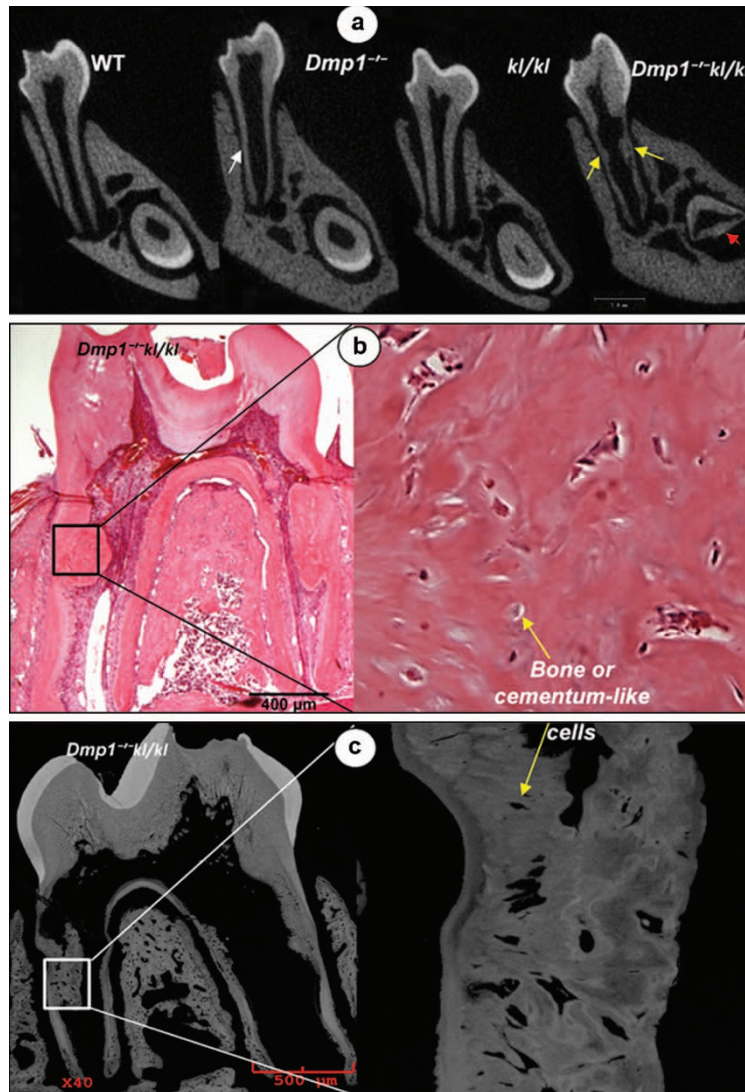 a
WT
Dmp1⁻′⁻
kl/kl
Dmp1⁻′⁻kl/k
b
Dmp1⁻′⁻kl/kl
400 µm
Bone or
cementum-like
cells
c
Dmp1⁻′⁻kl/kl
X40
500 µm